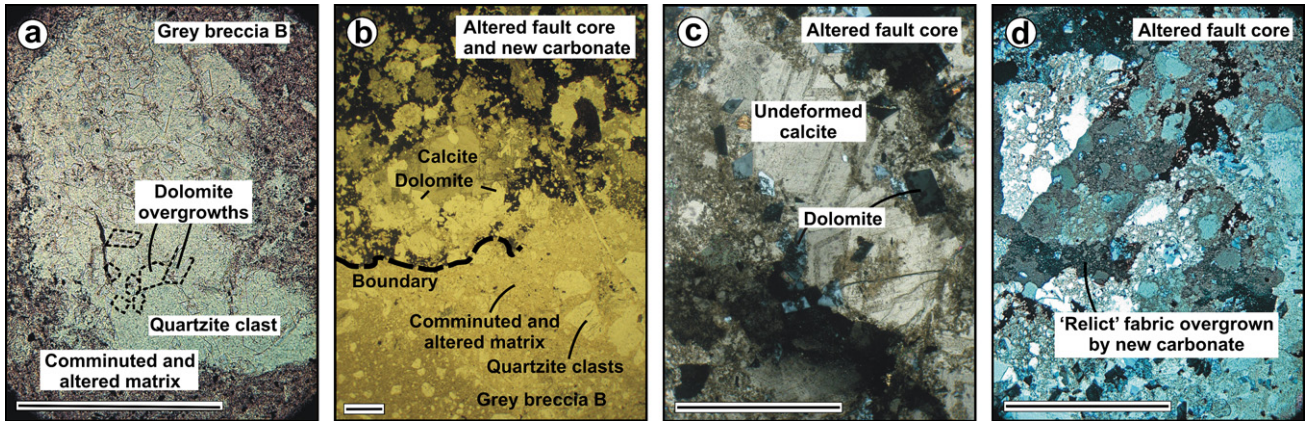 a
Grey breccia B
Dolomite
overgrowths
Quartzite clast
Comminuted and
altered matrix
b
Altered fault core
and new carbonate
Calcite
Dolomite
Boundary
Comminuted and
altered matrix
Quartzite clasts
Grey breccia B
c
Altered fault core
Undeformed
calcite
Dolomite
d
Altered fault core
‘Relict’ fabric overgrown
by new carbonate